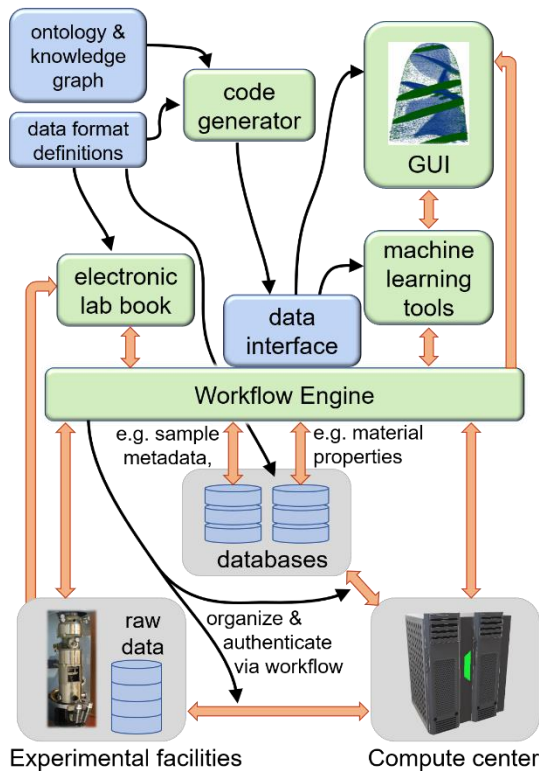 ontology &
knowledge
graph
code
generator
GUI
data format
definitions
electronic
lab book
machine
learning
tools
data
interface
Workflow Engine
e.g. sample
metadata,
e.g. material
properties
databases
raw
data
organize &
authenticate
via workflow
Experimental facilities
Compute center